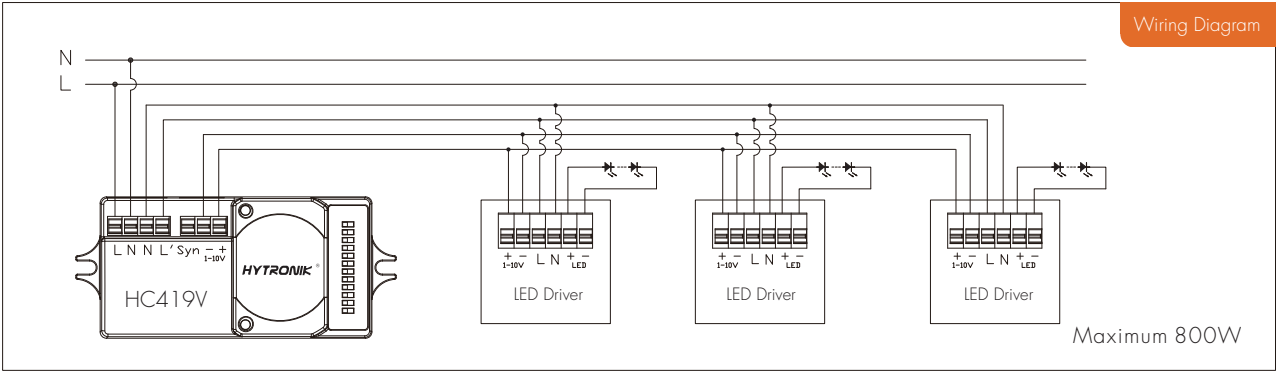 Wiring Diagram
N
L
L N N L' Syn - +
1-10V
HYTRONIK ®
HC419V
+ - L N + -
1-10V LED
LED Driver
+ - L N + -
1-10V LED
LED Driver
+ - L N + -
1-10V LED
LED Driver
Maximum 800W